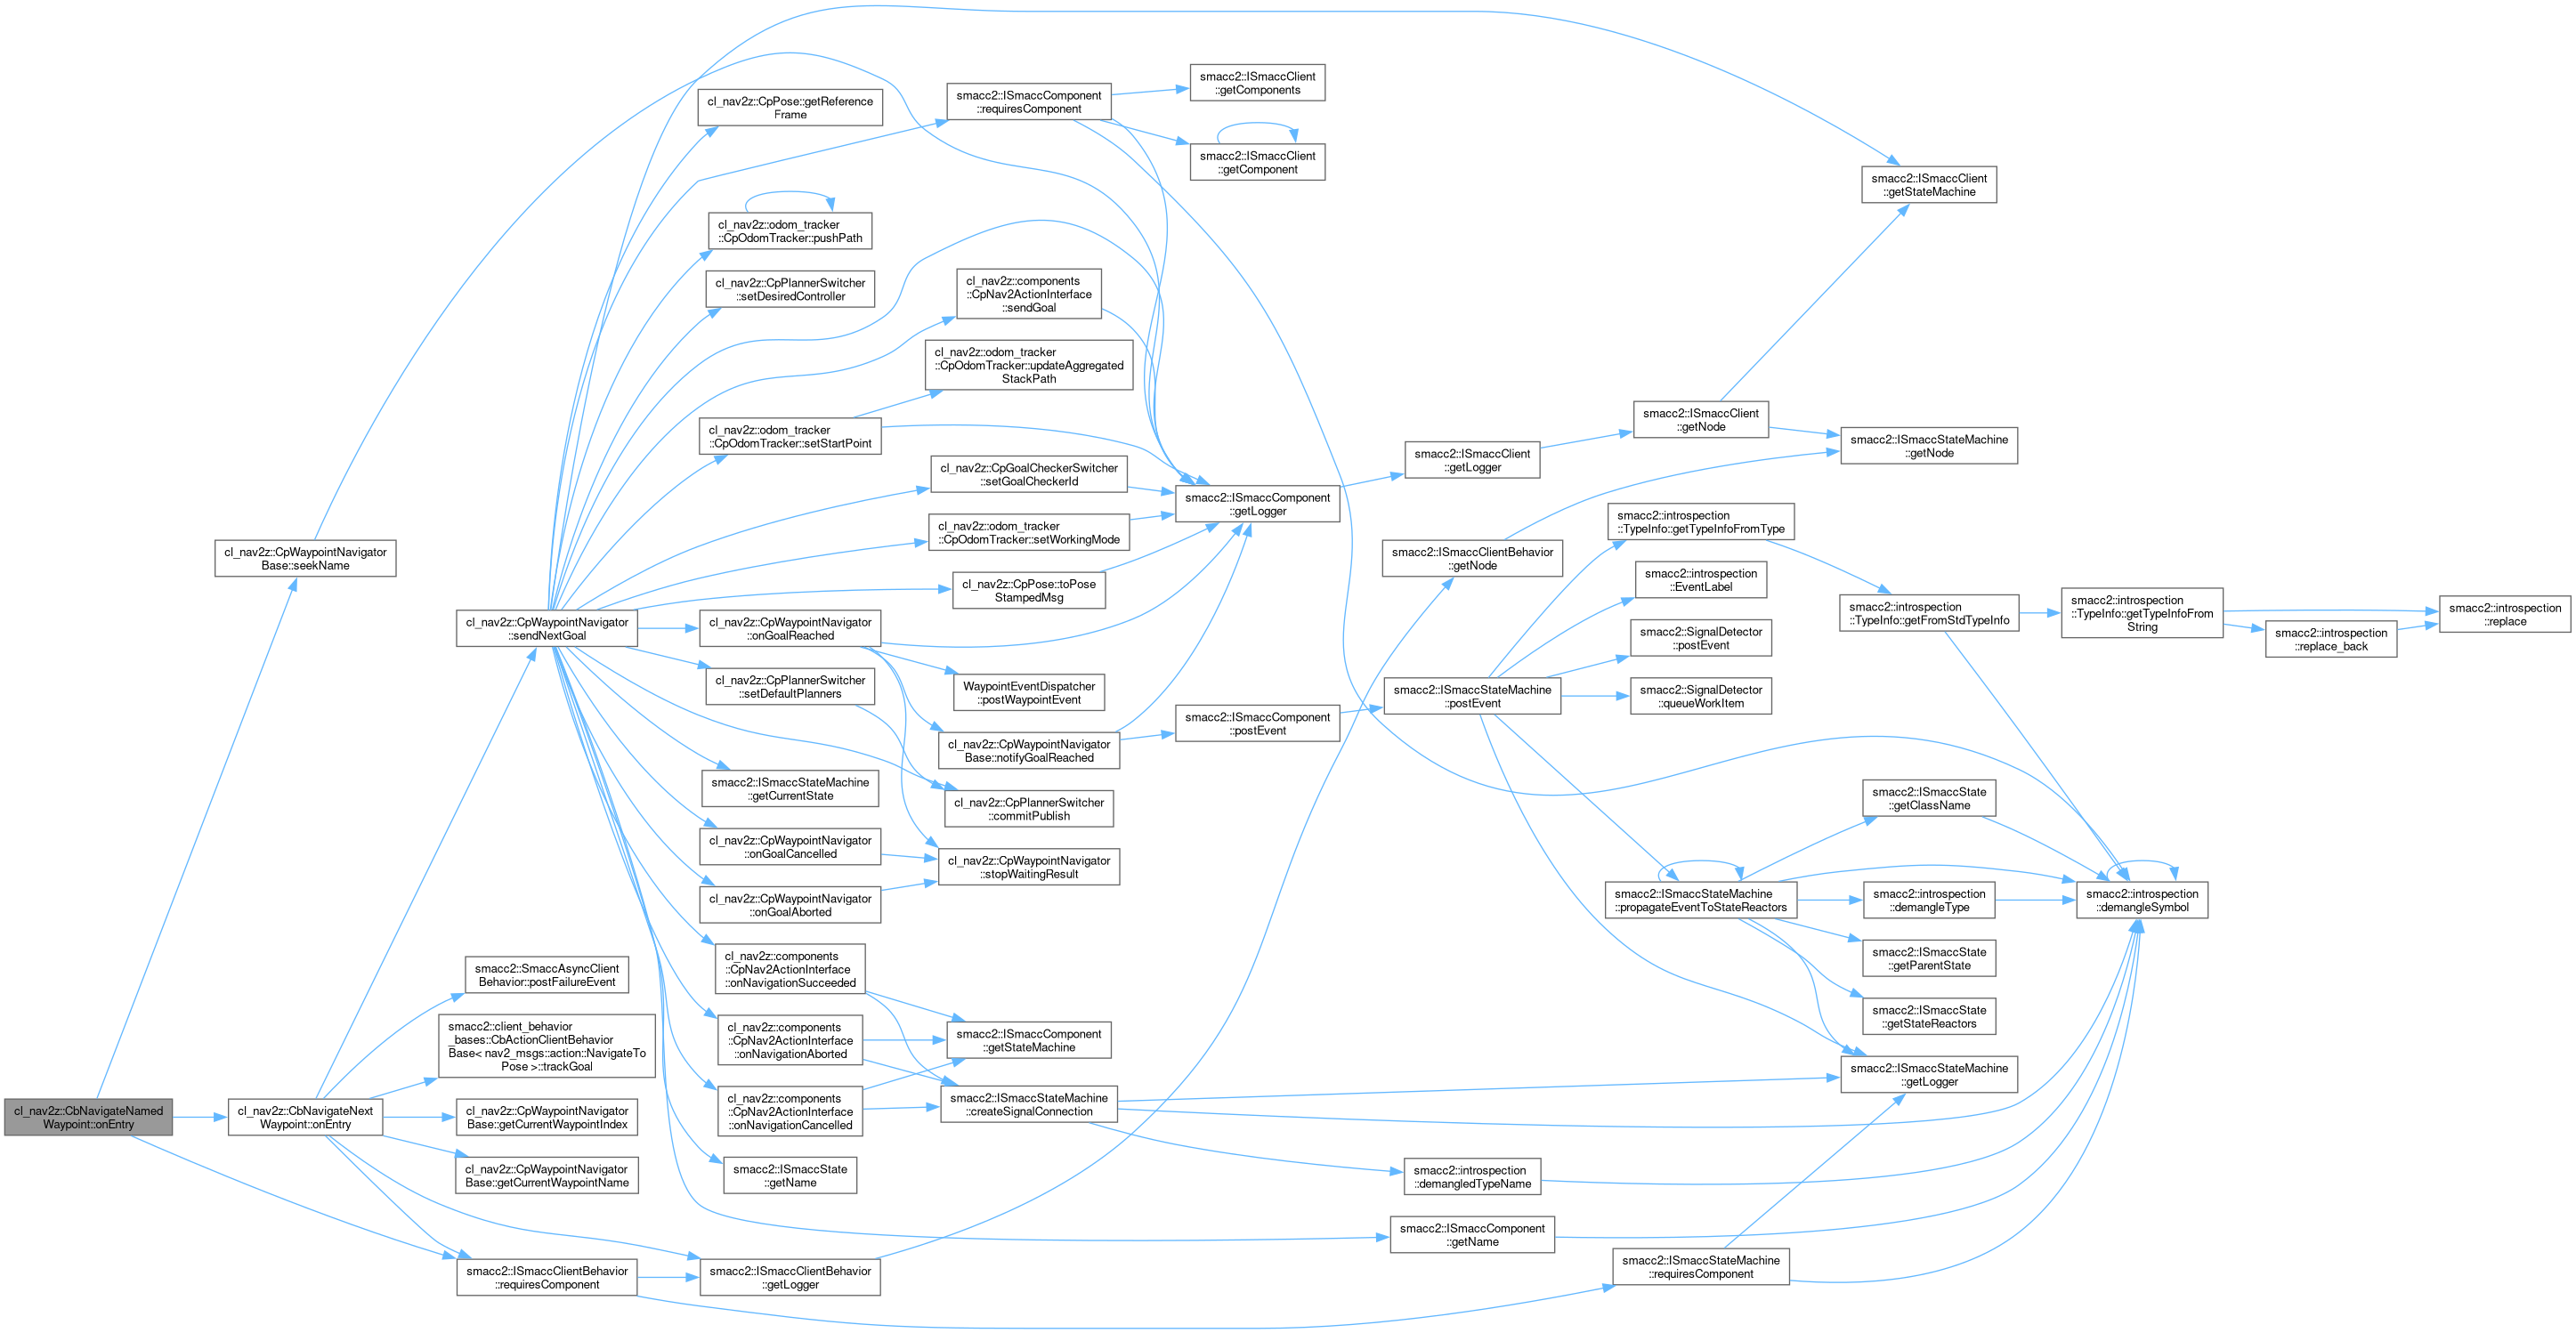 cl_nav2z::CbNavigateNamed
Waypoint::onEntry
cl_nav2z::CpWaypointNavigator
Base::seekName
cl_nav2z::CbNavigateNext
Waypoint::onEntry
cl_nav2z::CpWaypointNavigator
::sendNextGoal
smacc2::SmaccAsyncClient
Behavior::postFailureEvent
smacc2::client_behavior
_bases::CbActionClientBehavior
Base< nav2_msgs::action::NavigateTo
Pose >::trackGoal
cl_nav2z::CpWaypointNavigator
Base::getCurrentWaypointIndex
cl_nav2z::CpWaypointNavigator
Base::getCurrentWaypointName
smacc2::ISmaccClientBehavior
::requiresComponent
cl_nav2z::CpPose::getReference
Frame
cl_nav2z::odom_tracker
::CpOdomTracker::pushPath
cl_nav2z::CpPlannerSwitcher
::setDesiredController
cl_nav2z::odom_tracker
::CpOdomTracker::setStartPoint
cl_nav2z::CpWaypointNavigator
::onGoalReached
cl_nav2z::CpPlannerSwitcher
::setDefaultPlanners
smacc2::ISmaccStateMachine
::getCurrentState
cl_nav2z::CpWaypointNavigator
::onGoalCancelled
cl_nav2z::CpWaypointNavigator
::onGoalAborted
cl_nav2z::components
::CpNav2ActionInterface
::onNavigationSucceeded
cl_nav2z::components
::CpNav2ActionInterface
::onNavigationAborted
cl_nav2z::components
::CpNav2ActionInterface
::onNavigationCancelled
smacc2::ISmaccState
::getName
smacc2::ISmaccClientBehavior
::getLogger
smacc2::ISmaccComponent
::requiresComponent
cl_nav2z::components
::CpNav2ActionInterface
::sendGoal
cl_nav2z::odom_tracker
::CpOdomTracker::updateAggregated
StackPath
cl_nav2z::CpGoalCheckerSwitcher
::setGoalCheckerId
cl_nav2z::odom_tracker
::CpOdomTracker::setWorkingMode
cl_nav2z::CpPose::toPose
StampedMsg
WaypointEventDispatcher
::postWaypointEvent
cl_nav2z::CpWaypointNavigator
Base::notifyGoalReached
cl_nav2z::CpPlannerSwitcher
::commitPublish
cl_nav2z::CpWaypointNavigator
::stopWaitingResult
smacc2::ISmaccComponent
::getStateMachine
smacc2::ISmaccStateMachine
::createSignalConnection
smacc2::ISmaccClient
::getComponents
smacc2::ISmaccClient
::getComponent
smacc2::ISmaccComponent
::getLogger
smacc2::ISmaccComponent
::postEvent
smacc2::ISmaccClient
::getLogger
smacc2::ISmaccClientBehavior
::getNode
smacc2::ISmaccStateMachine
::postEvent
smacc2::introspection
::demangledTypeName
smacc2::ISmaccComponent
::getName
smacc2::ISmaccClient
::getNode
smacc2::introspection
::TypeInfo::getTypeInfoFromType
smacc2::introspection
::EventLabel
smacc2::SignalDetector
::postEvent
smacc2::SignalDetector
::queueWorkItem
smacc2::ISmaccStateMachine
::propagateEventToStateReactors
smacc2::ISmaccStateMachine
::requiresComponent
smacc2::ISmaccClient
::getStateMachine
smacc2::ISmaccStateMachine
::getNode
smacc2::introspection
::TypeInfo::getFromStdTypeInfo
smacc2::ISmaccState
::getClassName
smacc2::introspection
::demangleType
smacc2::ISmaccState
::getParentState
smacc2::ISmaccState
::getStateReactors
smacc2::ISmaccStateMachine
::getLogger
smacc2::introspection
::TypeInfo::getTypeInfoFrom
String
smacc2::introspection
::demangleSymbol
smacc2::introspection
::replace_back
smacc2::introspection
::replace